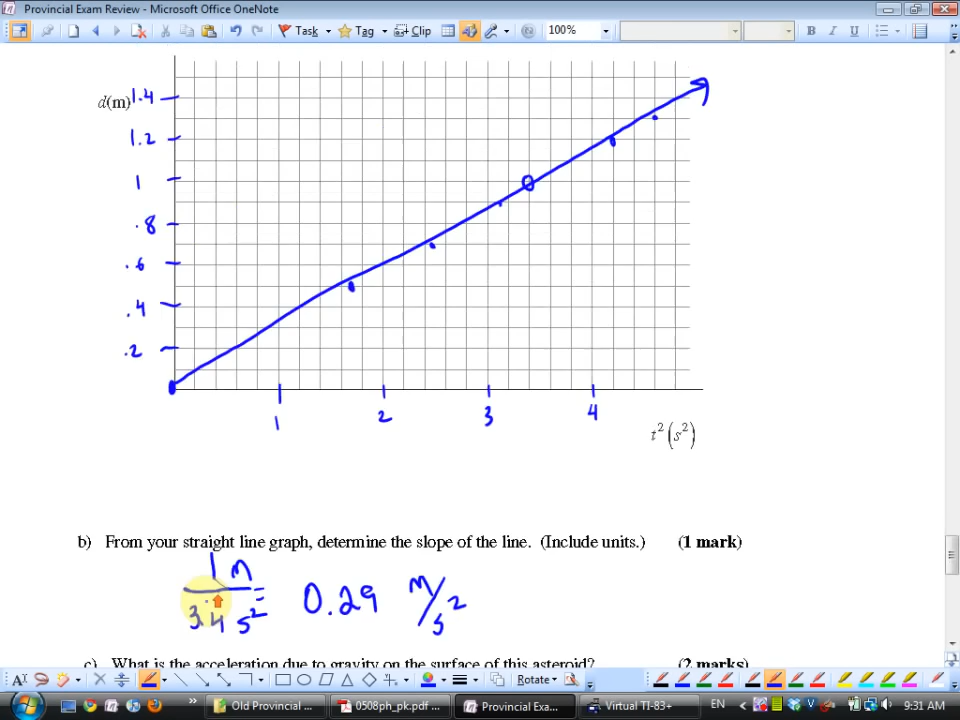 Provincial Exam Review - Microsoft Office OneNote
Task Tag Clip 100% B I U
d(m) 1.4
1.2
1
.8
.6
.4
.2
1 2 3 4
t² (s²)
b) From your straight line graph, determine the slope of the line. (Include units.) (1 mark)
1 m
3.4 s² = 0.29 m/s²
c) What is the acceleration due to gravity on the surface of this asteroid? (2 marks)
Rotate
Old Provincial ... 0508ph_pk.pdf ... Provincial Exa... Virtual TI-83+ EN 9:31 AM